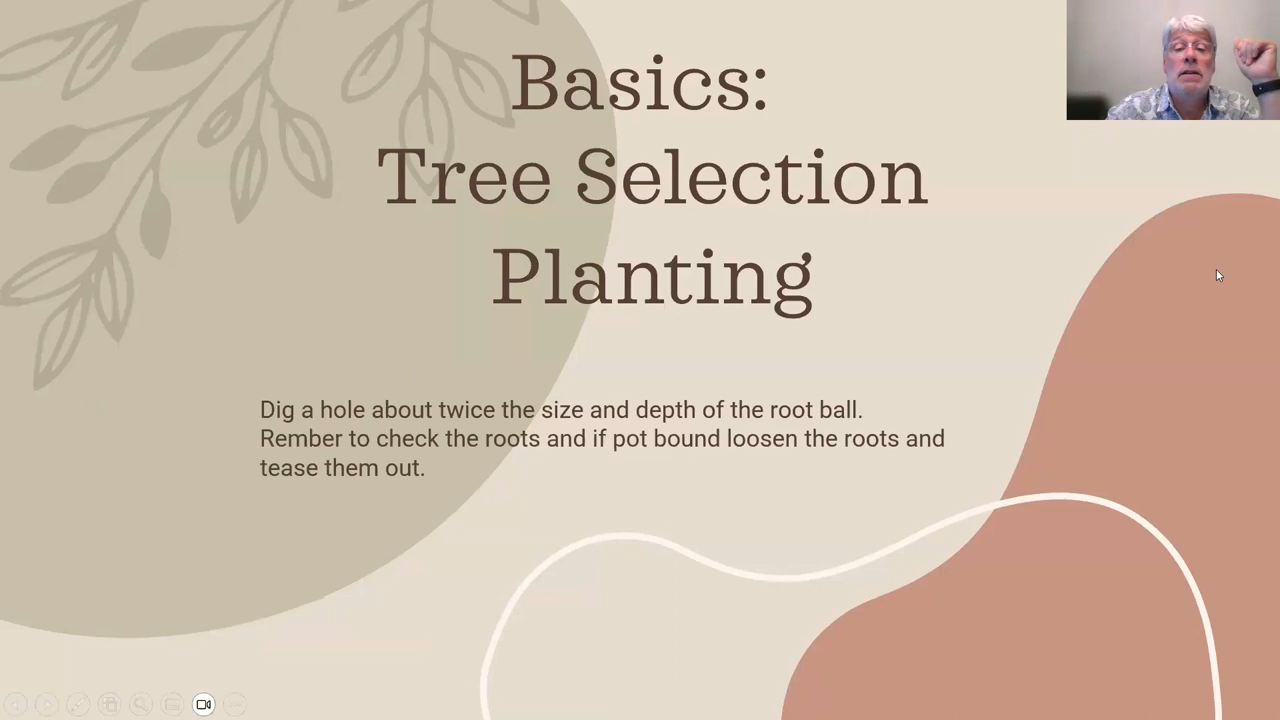 Basics:
Tree Selection
Planting
Dig a hole about twice the size and depth of the root ball.
Rember to check the roots and if pot bound loosen the roots and
tease them out.